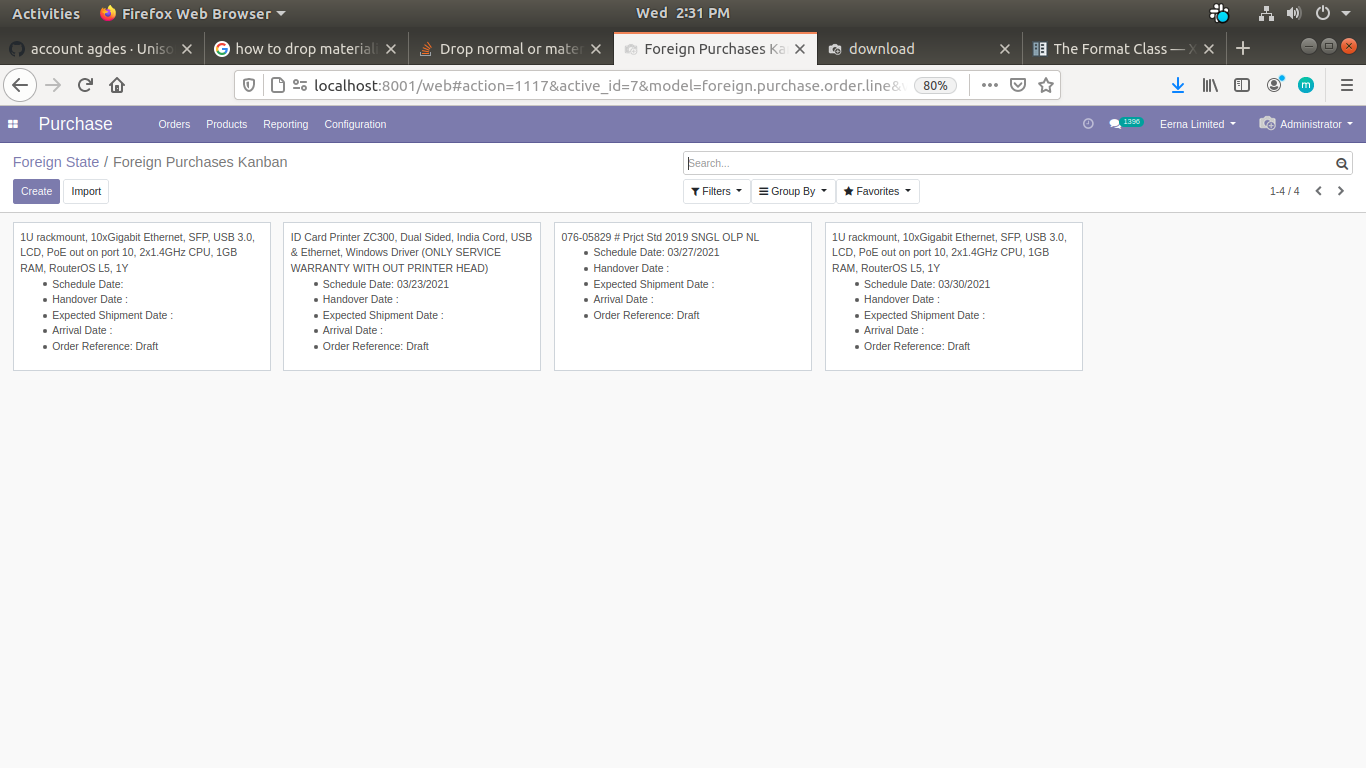 Activities Firefox Web Browser Wed 2:31 PM
account agdes · Uniso
how to drop materiali
Drop normal or mater
Foreign Purchases Ka
download
The Format Class — X
localhost:8001/web#action=1117&active_id=7&model=foreign.purchase.order.line& 80%
m
Purchase Orders Products Reporting Configuration 1396 Eerna Limited Administrator
Foreign State / Foreign Purchases Kanban
Search...
Create Import Filters Group By Favorites 1-4 / 4
1U rackmount, 10xGigabit Ethernet, SFP, USB 3.0,
LCD, PoE out on port 10, 2x1.4GHz CPU, 1GB
RAM, RouterOS L5, 1Y
Schedule Date:
Handover Date :
Expected Shipment Date :
Arrival Date :
Order Reference: Draft
ID Card Printer ZC300, Dual Sided, India Cord, USB
& Ethernet, Windows Driver (ONLY SERVICE
WARRANTY WITH OUT PRINTER HEAD)
Schedule Date: 03/23/2021
Handover Date :
Expected Shipment Date :
Arrival Date :
Order Reference: Draft
076-05829 # Prjct Std 2019 SNGL OLP NL
Schedule Date: 03/27/2021
Handover Date :
Expected Shipment Date :
Arrival Date :
Order Reference: Draft
1U rackmount, 10xGigabit Ethernet, SFP, USB 3.0,
LCD, PoE out on port 10, 2x1.4GHz CPU, 1GB
RAM, RouterOS L5, 1Y
Schedule Date: 03/30/2021
Handover Date :
Expected Shipment Date :
Arrival Date :
Order Reference: Draft